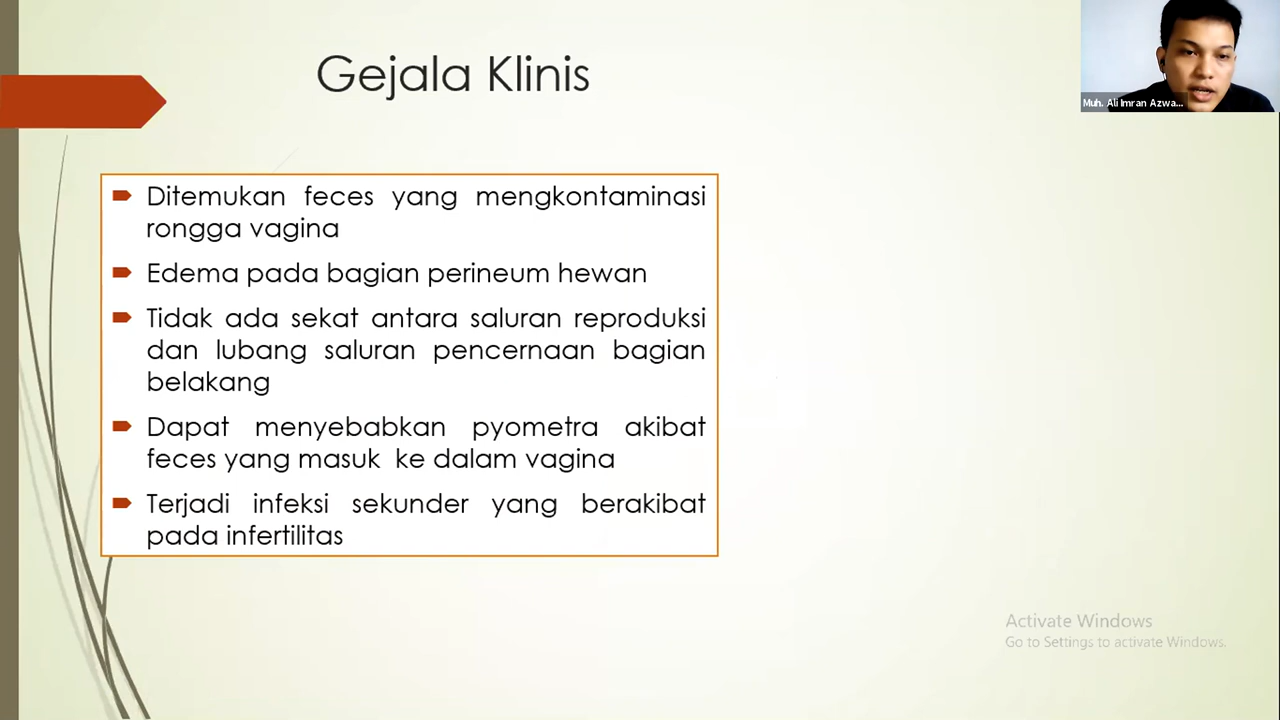 Gejala Klinis
Muh. Ali Imran Azwa...
Ditemukan feces yang mengkontaminasi
rongga vagina
Edema pada bagian perineum hewan
Tidak ada sekat antara saluran reproduksi
dan lubang saluran pencernaan bagian
belakang
Dapat menyebabkan pyometra akibat
feces yang masuk ke dalam vagina
Terjadi infeksi sekunder yang berakibat
pada infertilitas
Activate Windows
Go to Settings to activate Windows.